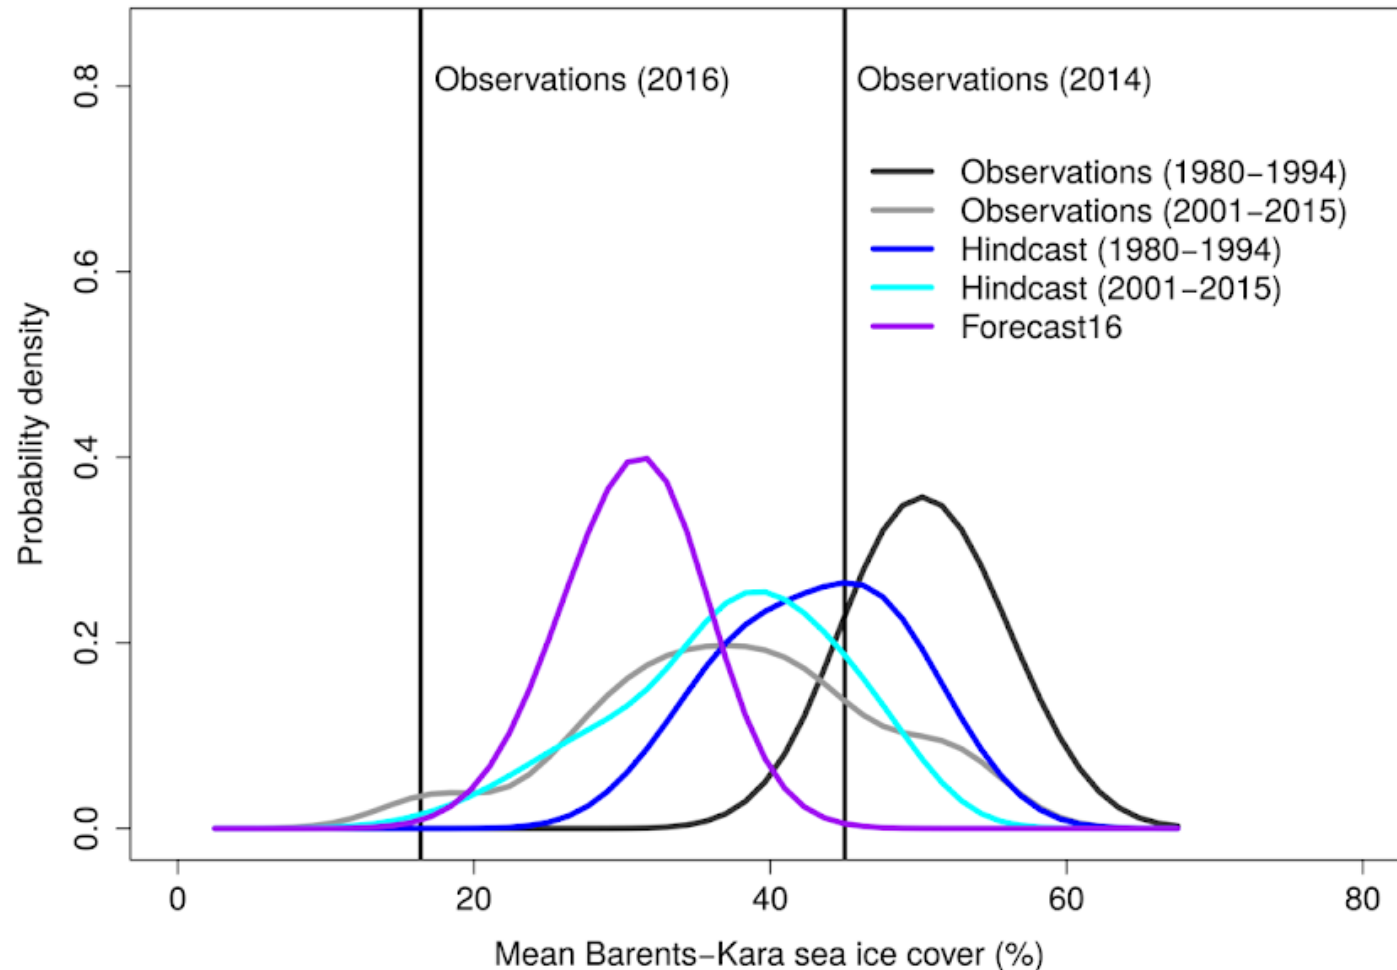 Observations (2016)
Observations (2014)
Observations (1980−1994)
Observations (2001−2015)
Hindcast (1980−1994)
Hindcast (2001−2015)
Forecast16
Probability density
0.8
0.6
0.4
0.2
0.0
0 20 40 60 80
Mean Barents−Kara sea ice cover (%)